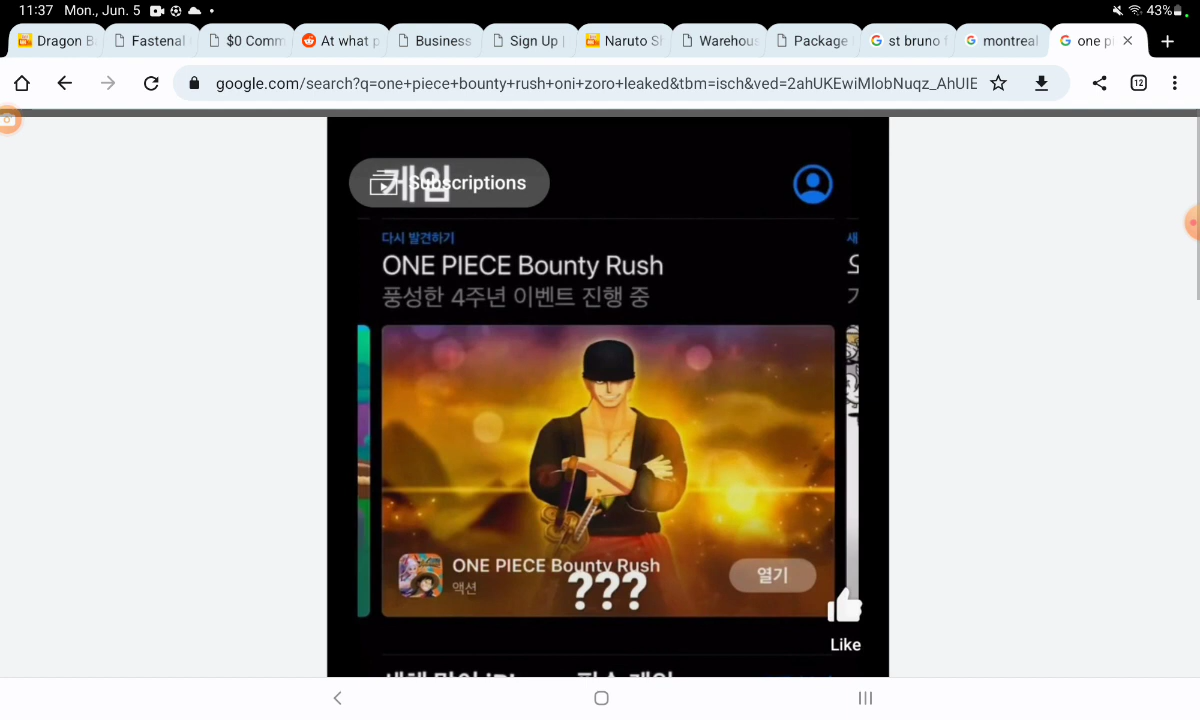 11:37 Mon., Jun. 5
43%
Dragon B
Fastenal
$0 Comm
At what p
Business
Sign Up |
Naruto Sh
Warehous
Package
st bruno f
montreal
one pi
google.com/search?q=one+piece+bounty+rush+oni+zoro+leaked&tbm=isch&ved=2ahUKEwiMlobNuqz_AhUIE
12
게임
Subscriptions
다시 발견하기
새
ONE PIECE Bounty Rush
풍성한 4주년 이벤트 진행 중
ONE PIECE Bounty Rush
액션
열기
???
Like